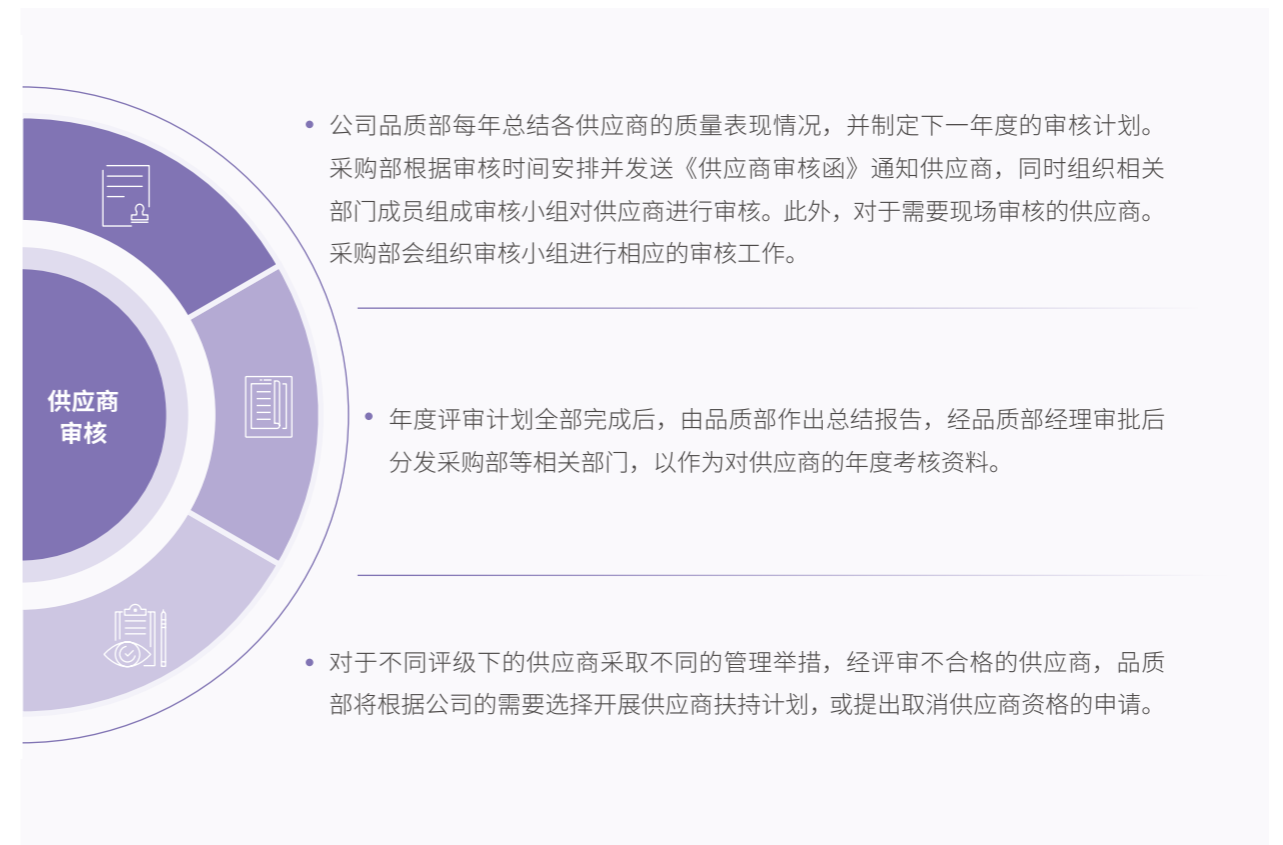 供应商
审核
公司品质部每年总结各供应商的质量表现情况，并制定下一年度的审核计划。
采购部根据审核时间安排并发送《供应商审核函》通知供应商，同时组织相关
部门成员组成审核小组对供应商进行审核。此外，对于需要现场审核的供应商。
采购部会组织审核小组进行相应的审核工作。
年度评审计划全部完成后，由品质部作出总结报告，经品质部经理审批后
分发采购部等相关部门，以作为对供应商的年度考核资料。
对于不同评级下的供应商采取不同的管理举措，经评审不合格的供应商，品质
部将根据公司的需要选择开展供应商扶持计划，或提出取消供应商资格的申请。